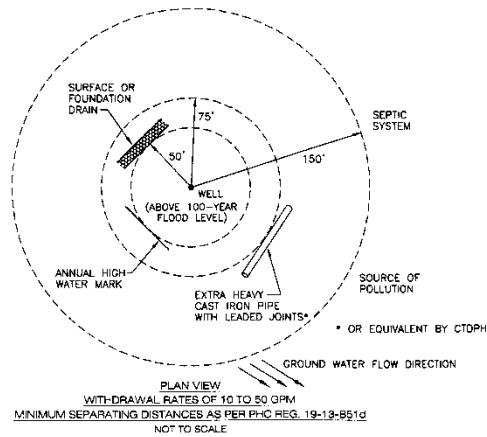 SURFACE OR
FOUNDATION
DRAIN
75'
50'
SEPTIC
SYSTEM
150'
WELL
(ABOVE 100-YEAR
FLOOD LEVEL)
ANNUAL HIGH
WATER MARK
EXTRA HEAVY
CAST IRON PIPE
WITH LEADED JOINTS*
SOURCE OF
POLLUTION
* OR EQUIVALENT BY CTDPH
GROUND WATER FLOW DIRECTION
PLAN VIEW
WITHDRAWAL RATES OF 10 TO 50 GPM
MINIMUM SEPARATING DISTANCES AS PER PHC REG. 19-13-B51d
NOT TO SCALE